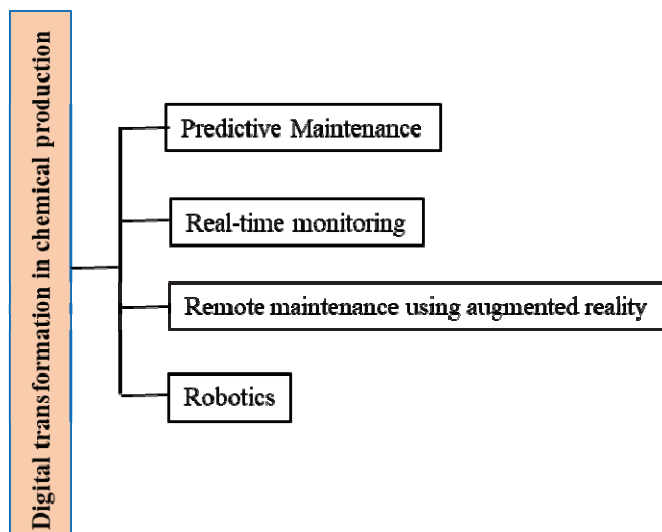 Digital transformation in chemical production
Predictive Maintenance
Real-time monitoring
Remote maintenance using augmented reality
Robotics